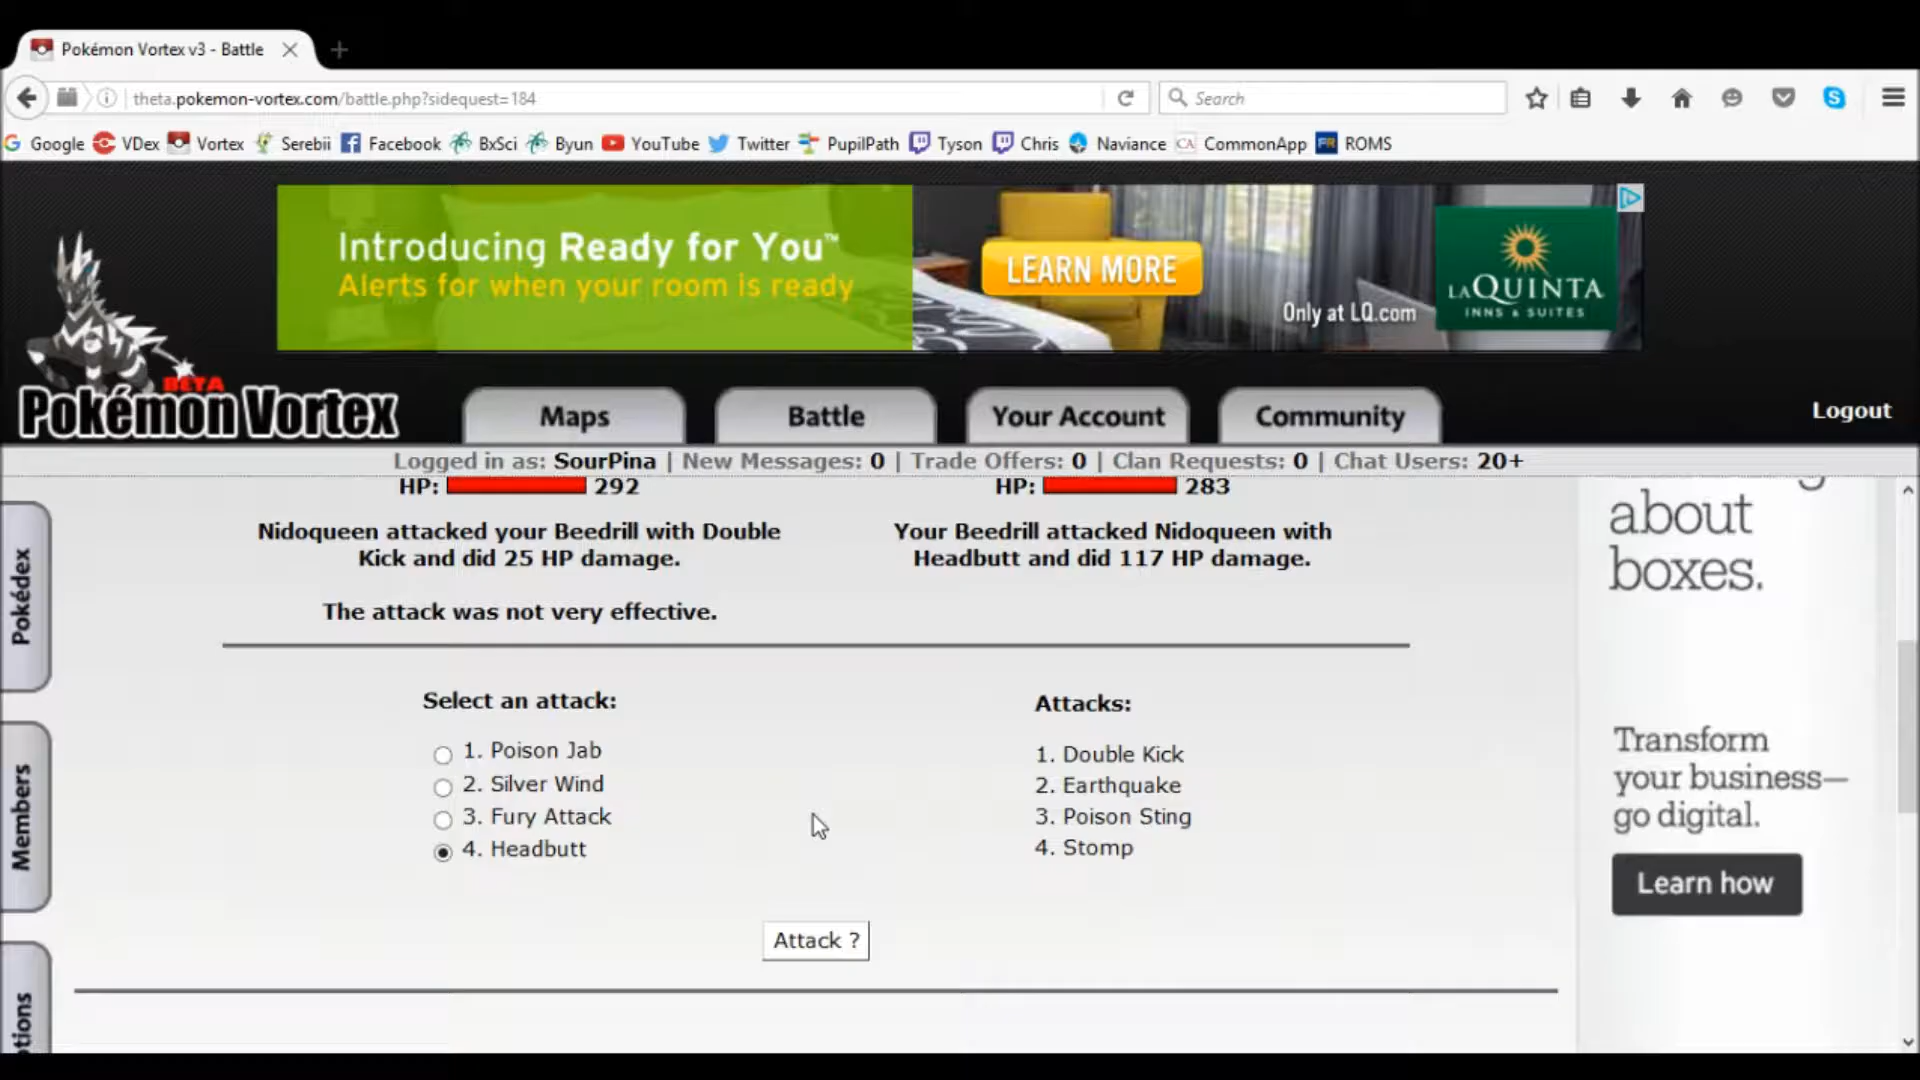 Pokémon Vortex v3 - Battle
theta.pokemon-vortex.com/battle.php?sidequest=184
Search
Google VDex Vortex Serebii Facebook BxSci Byun YouTube Twitter PupilPath Tyson Chris Naviance CA CommonApp PR ROMS
Introducing Ready for You™
Alerts for when your room is ready
LEARN MORE
Only at LQ.com
LAQUINTA
INNS & SUITES
BETA
Pokémon Vortex
Maps
Battle
Your Account
Community
Logout
Logged in as: SourPina | New Messages: 0 | Trade Offers: 0 | Clan Requests: 0 | Chat Users: 20+
HP: 292
HP: 283
Nidoqueen attacked your Beedrill with Double
Kick and did 25 HP damage.
The attack was not very effective.
Your Beedrill attacked Nidoqueen with
Headbutt and did 117 HP damage.
Select an attack:
1. Poison Jab
2. Silver Wind
3. Fury Attack
4. Headbutt
Attacks:
1. Double Kick
2. Earthquake
3. Poison Sting
4. Stomp
Attack ?
Pokédex
Members
about
boxes.
Transform
your business—
go digital.
Learn how